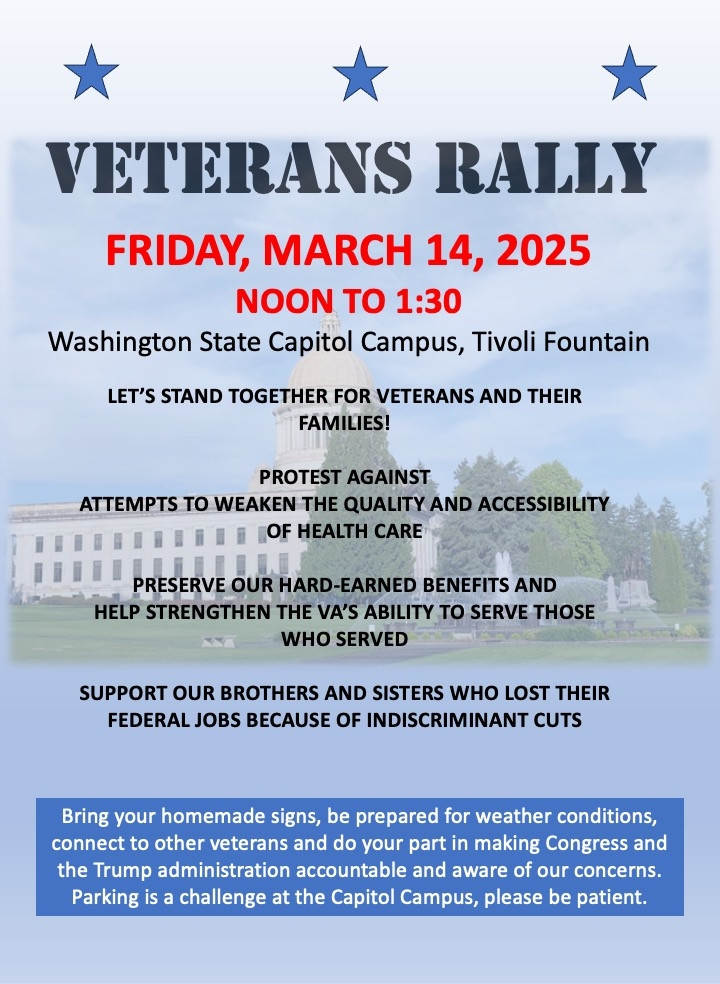 VETERANS RALLY
FRIDAY, MARCH 14, 2025
NOON TO 1:30
Washington State Capitol Campus, Tivoli Fountain
LET’S STAND TOGETHER FOR VETERANS AND THEIR
FAMILIES!
PROTEST AGAINST
ATTEMPTS TO WEAKEN THE QUALITY AND ACCESSIBILITY
OF HEALTH CARE
PRESERVE OUR HARD-EARNED BENEFITS AND
HELP STRENGTHEN THE VA’S ABILITY TO SERVE THOSE
WHO SERVED
SUPPORT OUR BROTHERS AND SISTERS WHO LOST THEIR
FEDERAL JOBS BECAUSE OF INDISCRIMINANT CUTS
Bring your homemade signs, be prepared for weather conditions,
connect to other veterans and do your part in making Congress and
the Trump administration accountable and aware of our concerns.
Parking is a challenge at the Capitol Campus, please be patient.